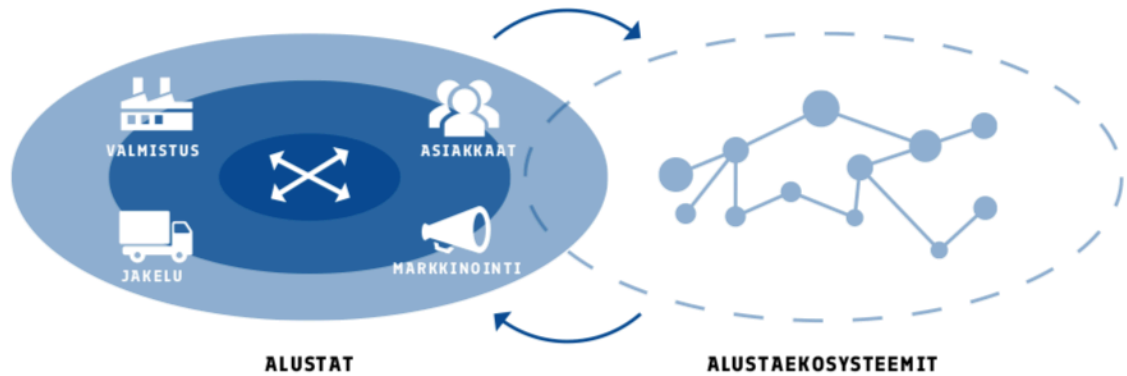 VALMISTUS
ASIAKKAAT
JAKELU
MARKKINOINTI
ALUSTAT
ALUSTAEKOSYSTEEMIT